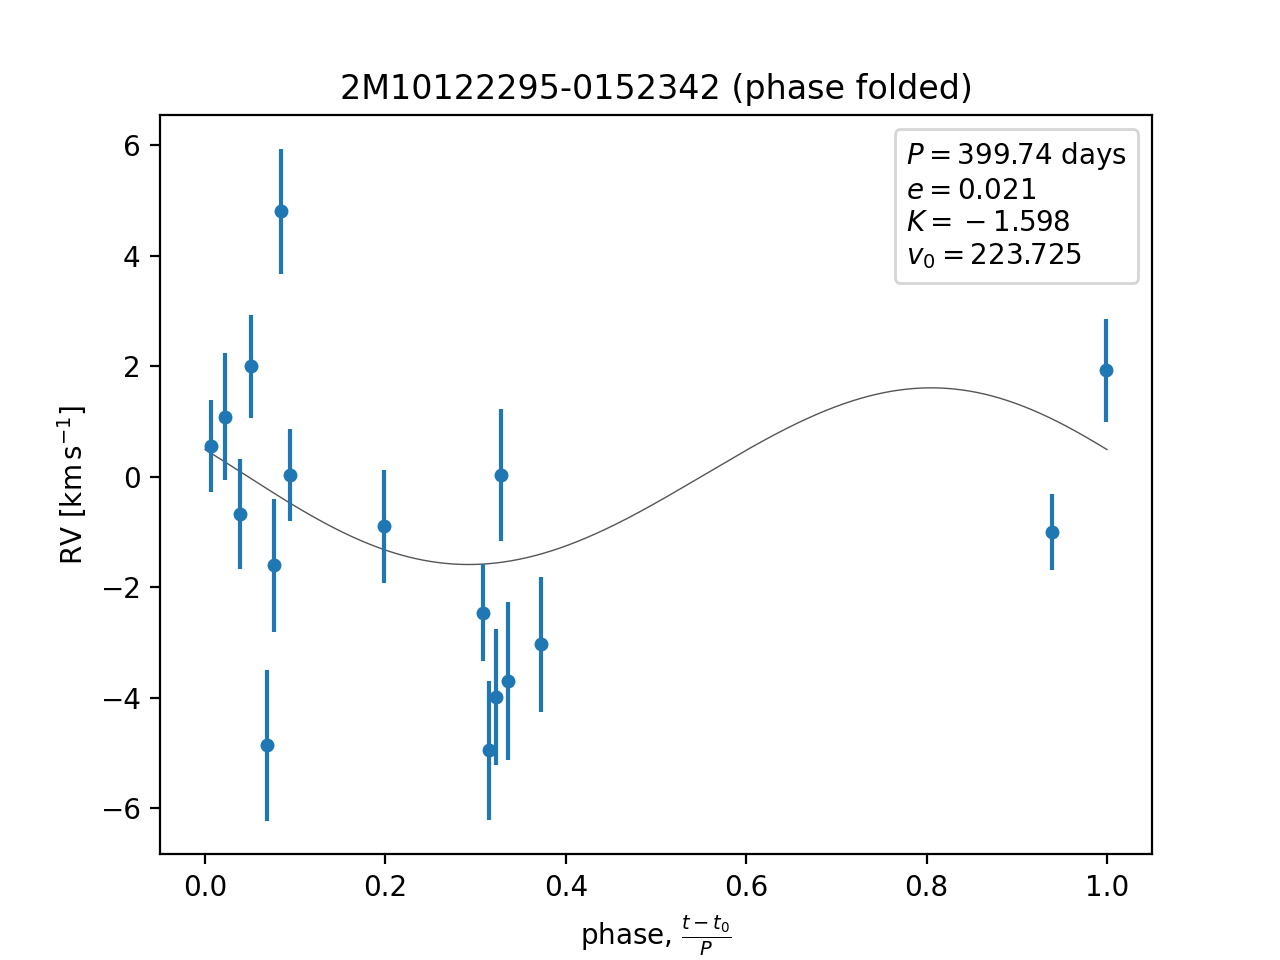 2M10122295-0152342 (phase folded)
P = 399.74 days
e = 0.021
K = −1.598
v₀ = 223.725
RV [km s⁻¹]
6
4
2
0
−2
−4
−6
0.0 0.2 0.4 0.6 0.8 1.0
phase, (t − t₀)/P